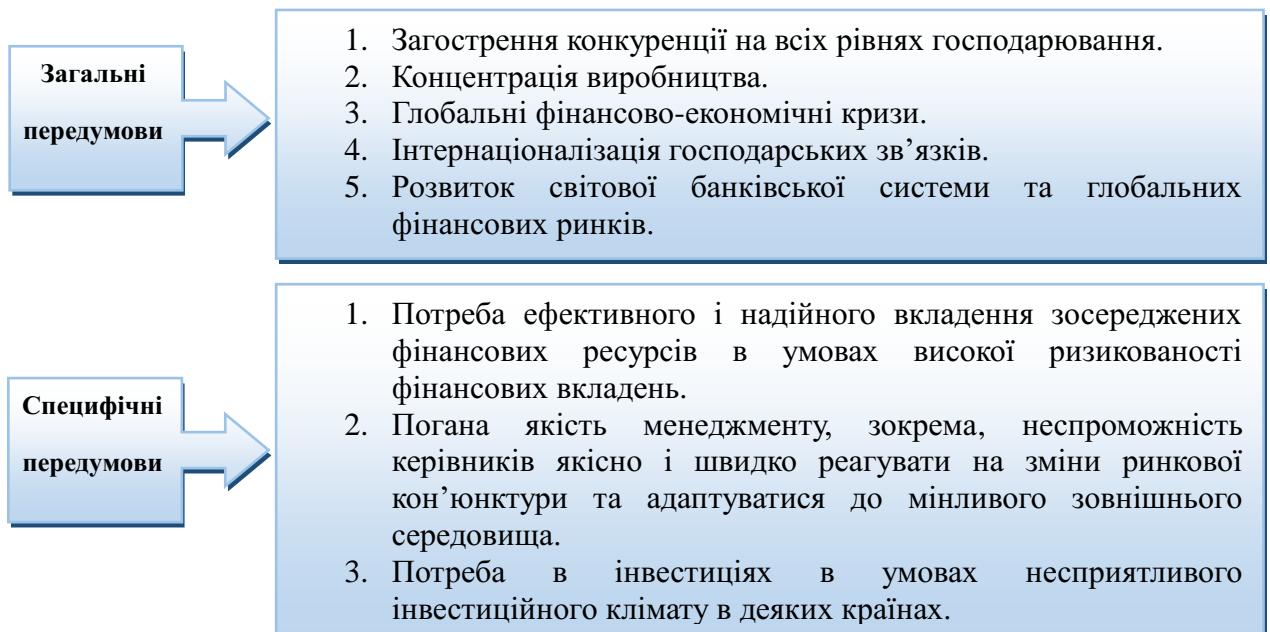 Загальні
передумови
1. Загострення конкуренції на всіх рівнях господарювання.
2. Концентрація виробництва.
3. Глобальні фінансово-економічні кризи.
4. Інтернаціоналізація господарських зв’язків.
5. Розвиток світової банківської системи та глобальних
фінансових ринків.
Специфічні
передумови
1. Потреба ефективного і надійного вкладення зосереджених
фінансових ресурсів в умовах високої ризикованості
фінансових вкладень.
2. Погана якість менеджменту, зокрема, неспроможність
керівників якісно і швидко реагувати на зміни ринкової
кон’юнктури та адаптуватися до мінливого зовнішнього
середовища.
3. Потреба в інвестиціях в умовах несприятливого
інвестиційного клімату в деяких країнах.